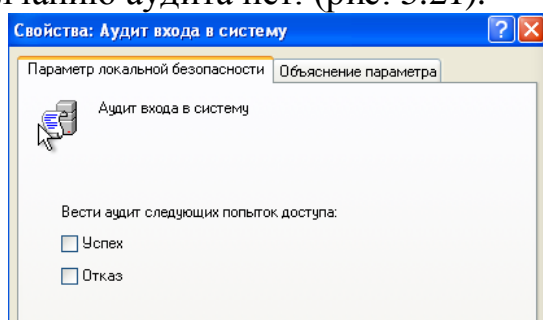 аудита нет. (рис. 3.21).
Свойства: Аудит входа в систему
Параметр локальной безопасности Объяснение параметра
Аудит входа в систему
Вести аудит следующих попыток доступа:
Успех
Отказ